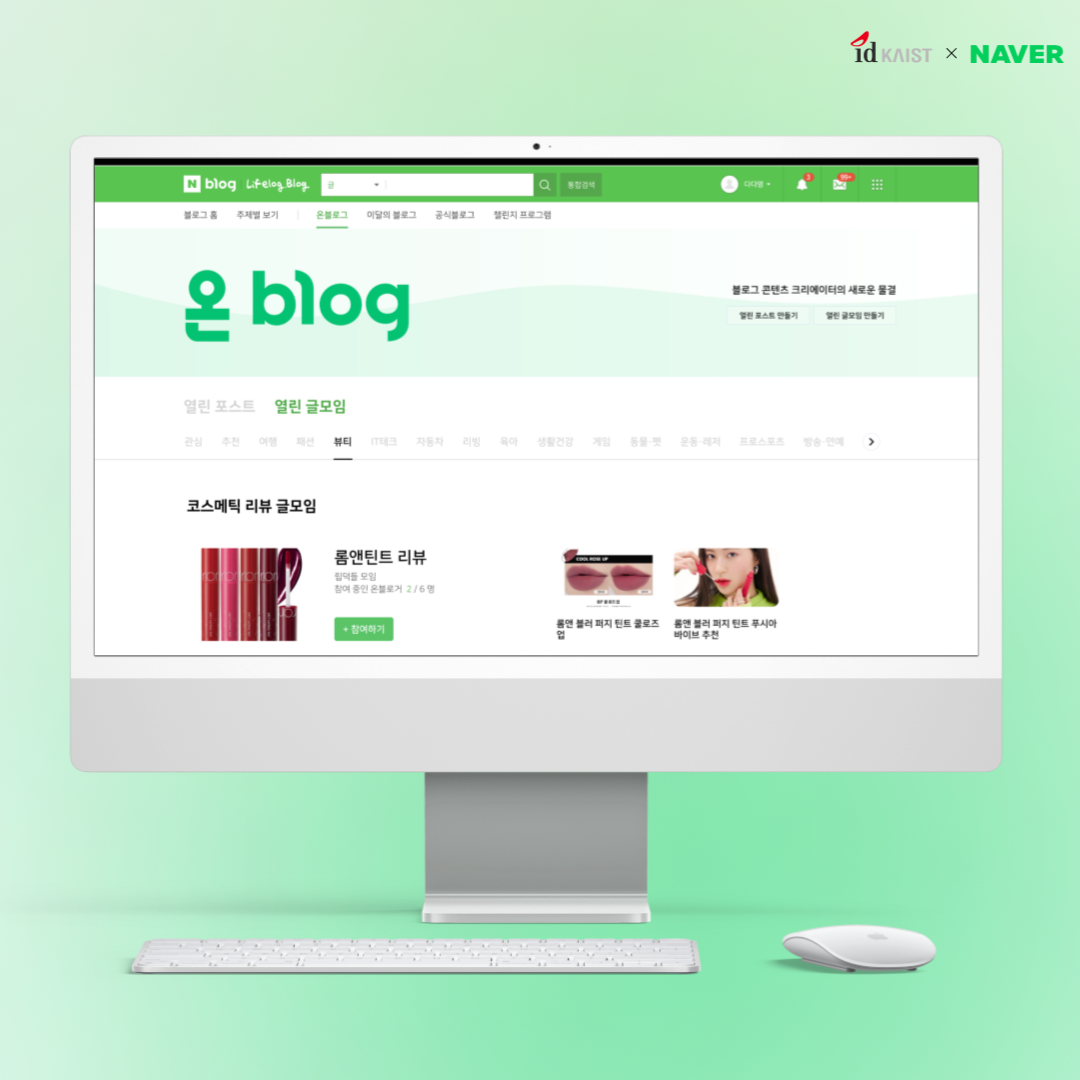 id KAIST × NAVER
N blog Lifelog.Blog. 글 통합검색 디디영 3 99+
블로그 홈 주제별 보기 온블로그 이달의 블로그 공식블로그 챌린지 프로그램
온 blog
블로그 콘텐츠 크리에이터의 새로운 물결
열린 포스트 만들기 열린 글모임 만들기
열린 포스트 열린 글모임
관심 추천 여행 패션 뷰티 IT테크 자동차 리빙 육아 생활건강 게임 동물·펫 운동·레저 프로스포츠 방송·연예
코스메틱 리뷰 글모임
롬앤틴트 리뷰
립덕들 모임
참여 중인 온블로거 2 / 6 명
+ 참여하기
COOL ROSE UP
롬앤 블러 퍼지 틴트 쿨로즈
업
롬앤 블러 퍼지 틴트 푸시아
바이브 추천